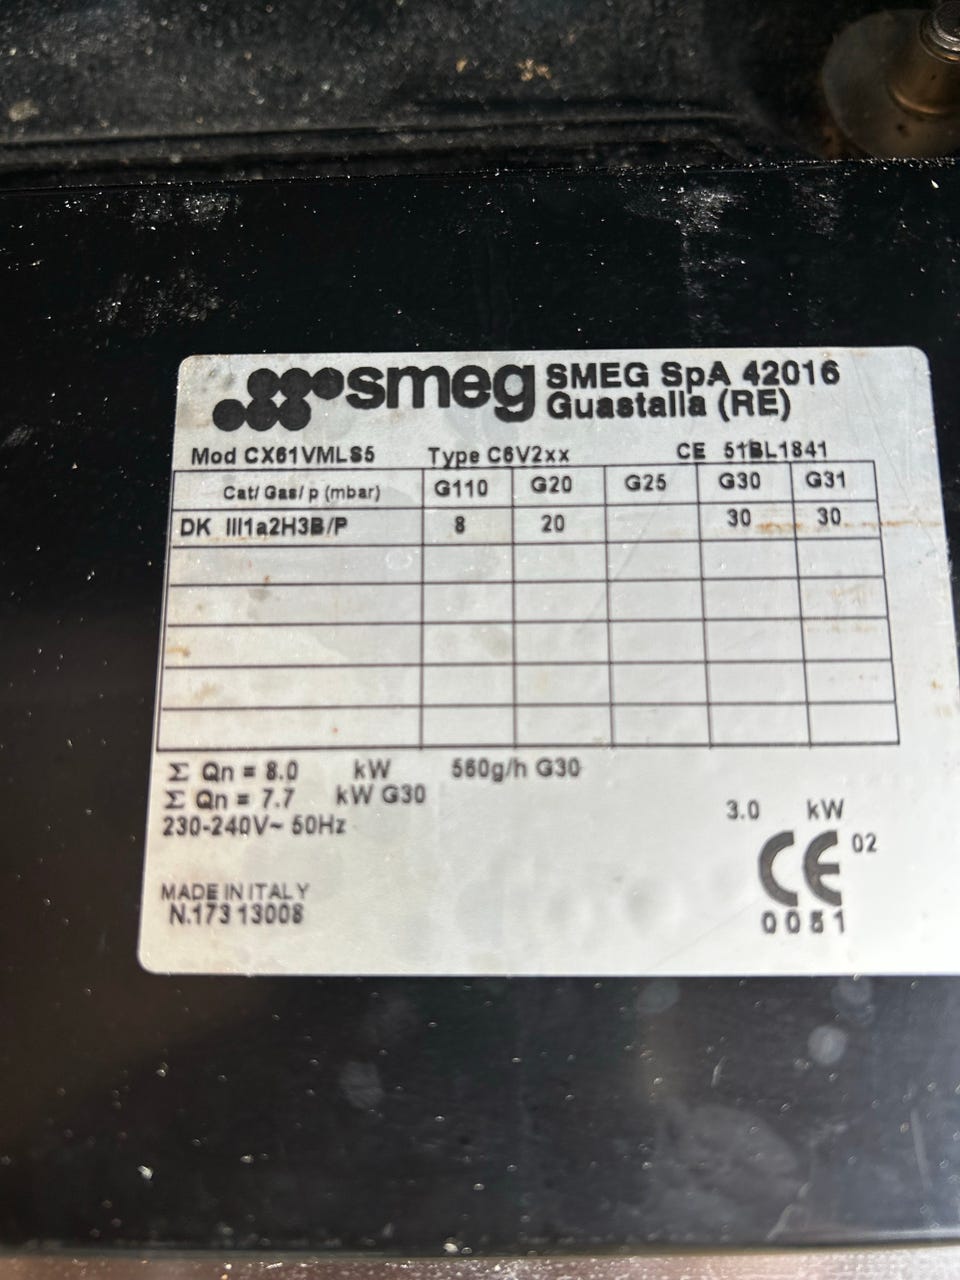 smeg SMEG SpA 42016
Guastalla (RE)
Mod CX61VMLS5 Type C6V2xx CE 51BL1841
Cat/ Gas/ p (mbar) G110 G20 G25 G30 G31
DK III1a2H3B/P 8 20 30 30
Σ Qn = 8.0 kW 560g/h G30
Σ Qn = 7.7 kW G30
230-240V~ 50Hz
3.0 kW
CE 02
0051
MADE IN ITALY
N.173 13008